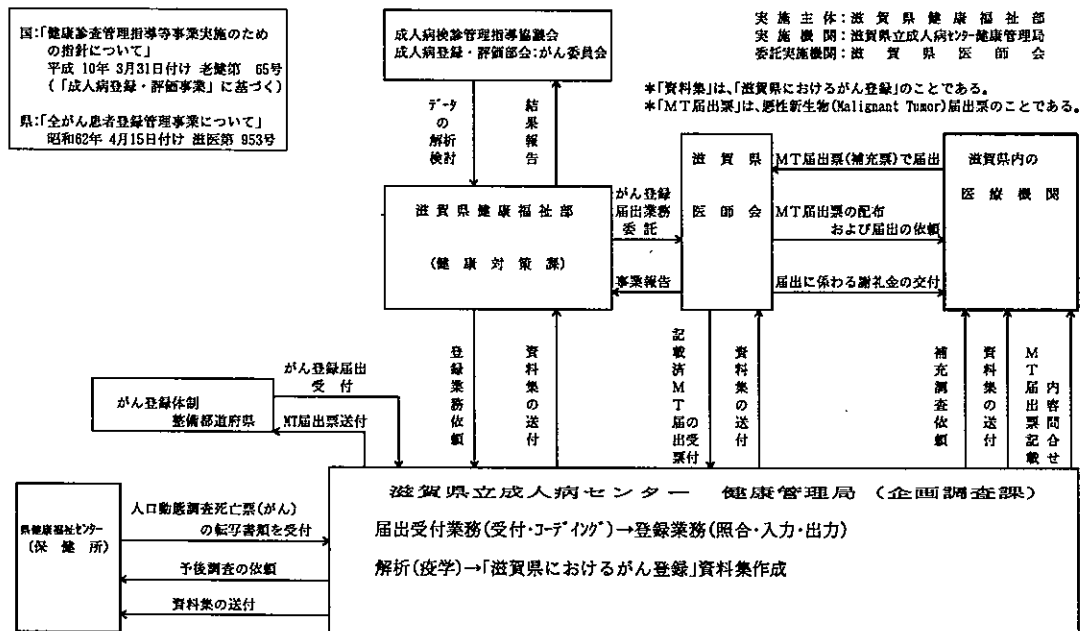 国:「健康診査管理指導等事業実施のため
の指針について」
平成 10年 3月31日付け 老健第 65号
(「成人病登録・評価事業」に基づく)
県:「全がん患者登録管理事業について」
昭和62年 4月15日付け 滋医第 953号
成人病検診管理指導協議会
成人病登録・評価部会:がん委員会
実施主体:滋賀県健康福祉部
実施機関:滋賀県立成人病センター健康管理局
委託実施機関:滋賀県医師会
*「資料集」は、「滋賀県におけるがん登録」のことである。
*「MT届出票」は、悪性新生物(Malignant Tumor)届出票のことである。
データの解析検討
結果報告
滋賀県健康福祉部
(健康対策課)
がん登録
届出業務
委託
事業報告
滋賀県
医師会
MT届出票(補充票)で届出
MT届出票の配布
および届出の依頼
届出に係わる謝礼金の交付
滋賀県内の
医療機関
登録業務依頼
資料集の送付
記載済MT届出票
の受付
資料集の送付
補充調査依頼
資料集の送付
MT届出票記載
内容問合せ
がん登録届出
受付
がん登録体制
整備都道府県
MT届出票送付
滋賀県立成人病センター 健康管理局(企画調査課)
届出受付業務(受付・コーディング)→登録業務(照合・入力・出力)
解析(疫学)→「滋賀県におけるがん登録」資料集作成
県健康福祉センター
(保健所)
人口動態調査死亡票(がん)
の転写書類を受付
予後調査の依頼
資料集の送付